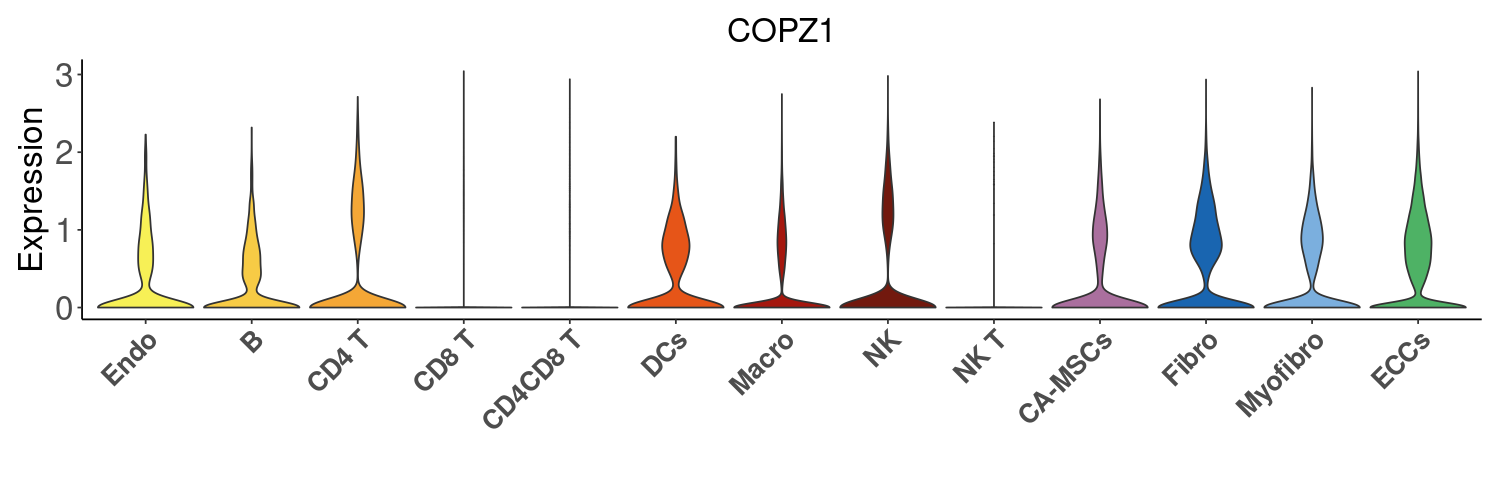 COPZ1
Expression
3
2
1
0
Endo
B
CD4 T
CD8 T
CD4CD8 T
DCs
Macro
NK
NK T
CA-MSCs
Fibro
Myofibro
ECCs